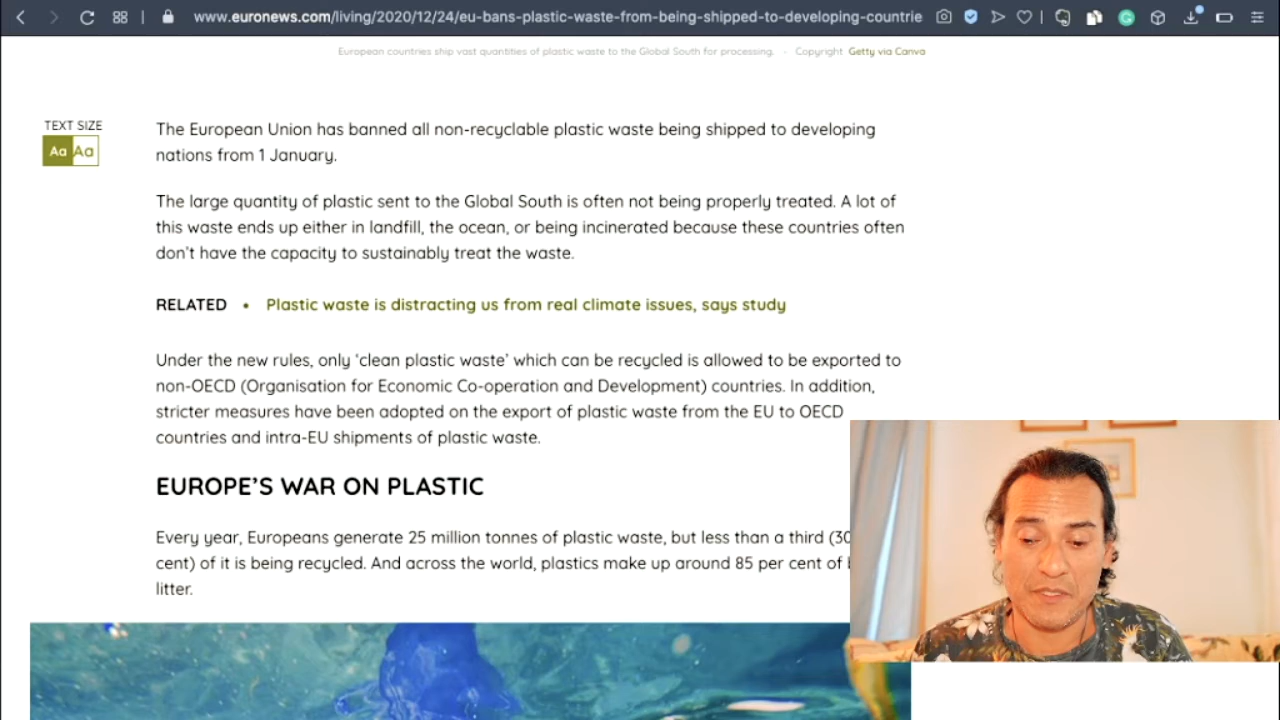 www.euronews.com/living/2020/12/24/eu-bans-plastic-waste-from-being-shipped-to-developing-countrie
European countries ship vast quantities of plastic waste to the Global South for processing. - Copyright Getty via Canva
TEXT SIZE
Aa Aa
The European Union has banned all non-recyclable plastic waste being shipped to developing
nations from 1 January.
The large quantity of plastic sent to the Global South is often not being properly treated. A lot of
this waste ends up either in landfill, the ocean, or being incinerated because these countries often
don't have the capacity to sustainably treat the waste.
RELATED • Plastic waste is distracting us from real climate issues, says study
Under the new rules, only ‘clean plastic waste’ which can be recycled is allowed to be exported to
non-OECD (Organisation for Economic Co-operation and Development) countries. In addition,
stricter measures have been adopted on the export of plastic waste from the EU to OECD
countries and intra-EU shipments of plastic waste.
EUROPE’S WAR ON PLASTIC
Every year, Europeans generate 25 million tonnes of plastic waste, but less than a third (30
cent) of it is being recycled. And across the world, plastics make up around 85 per cent of
litter.